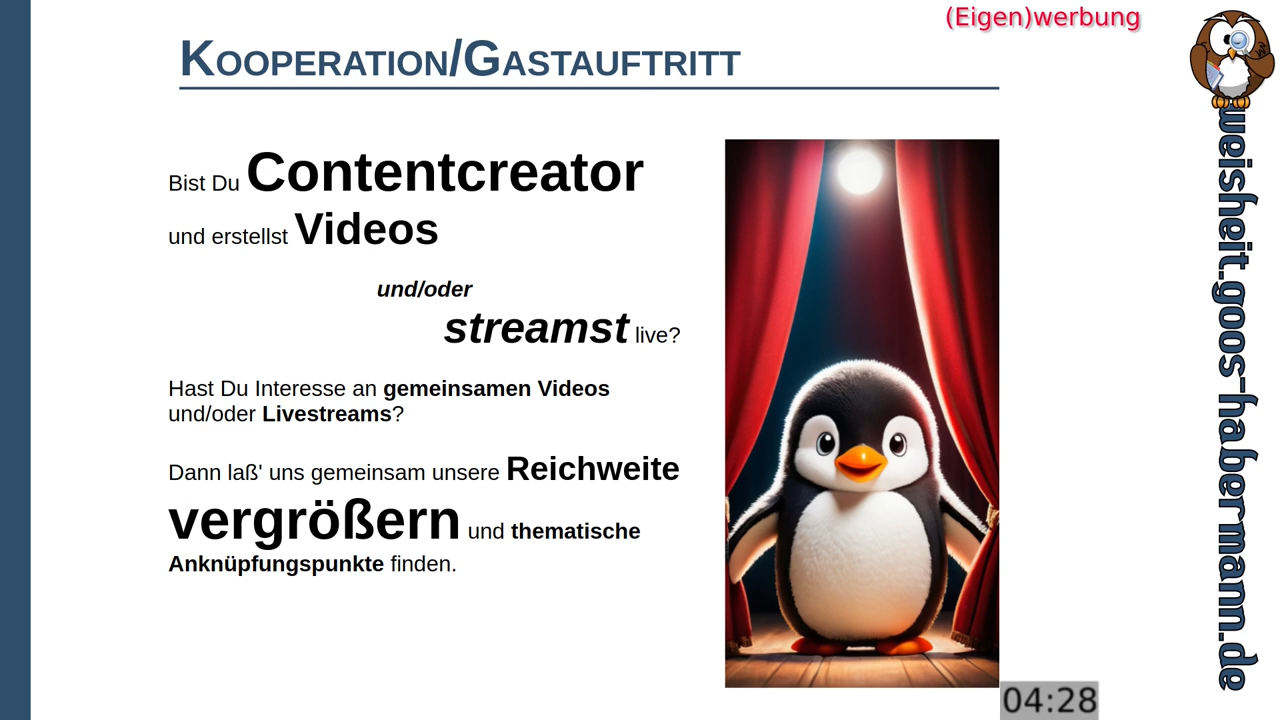 (Eigen)werbung
Kooperation/Gastauftritt
Bist Du Contentcreator
und erstellst Videos
und/oder
streamst live?
Hast Du Interesse an gemeinsamen Videos
und/oder Livestreams?
Dann laß' uns gemeinsam unsere Reichweite
vergrößern und thematische
Anknüpfungspunkte finden.
04:28
weisheit.goos-habermann.de